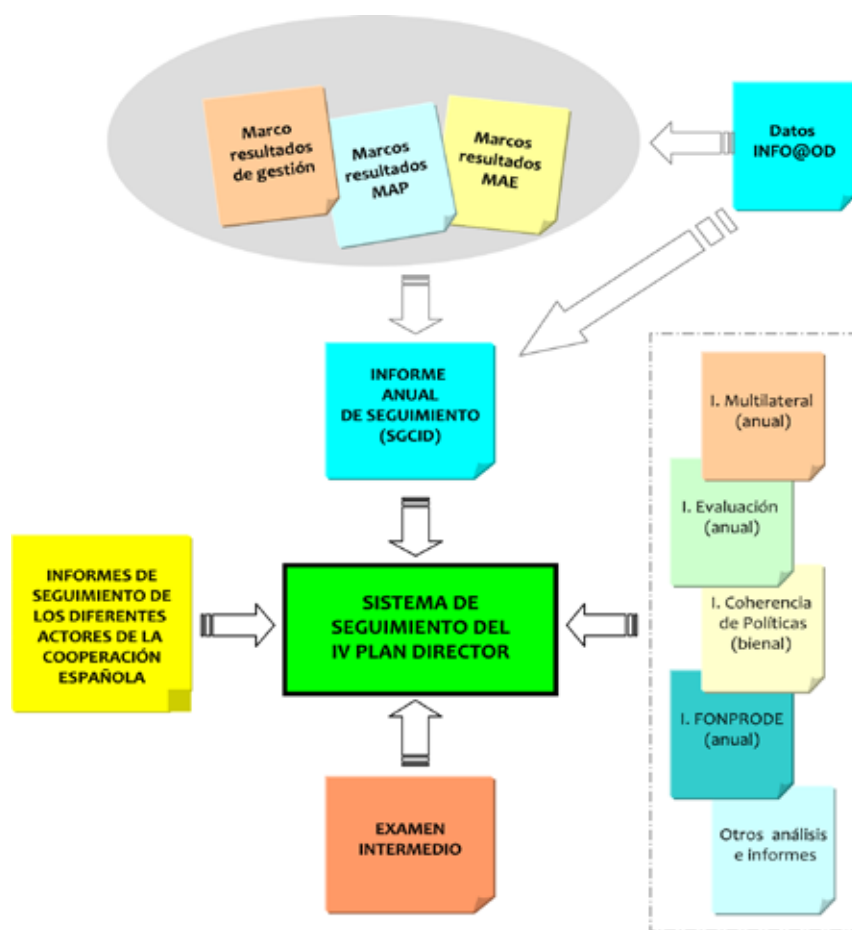 Marco
resultados
de gestión
Marcos
resultados
MAP
Marcos
resultados
MAE
Datos
INFO@OD
INFORME
ANUAL
DE SEGUIMIENTO
(SGCID)
I. Multilateral
(anual)
I. Evaluación
(anual)
I. Coherencia
de Políticas
(bienal)
I. FONPRODE
(anual)
Otros análisis
e informes
INFORMES DE
SEGUIMIENTO DE
LOS DIFERENTES
ACTORES DE LA
COOPERACIÓN
ESPAÑOLA
SISTEMA DE
SEGUIMIENTO DEL
IV PLAN DIRECTOR
EXAMEN
INTERMEDIO